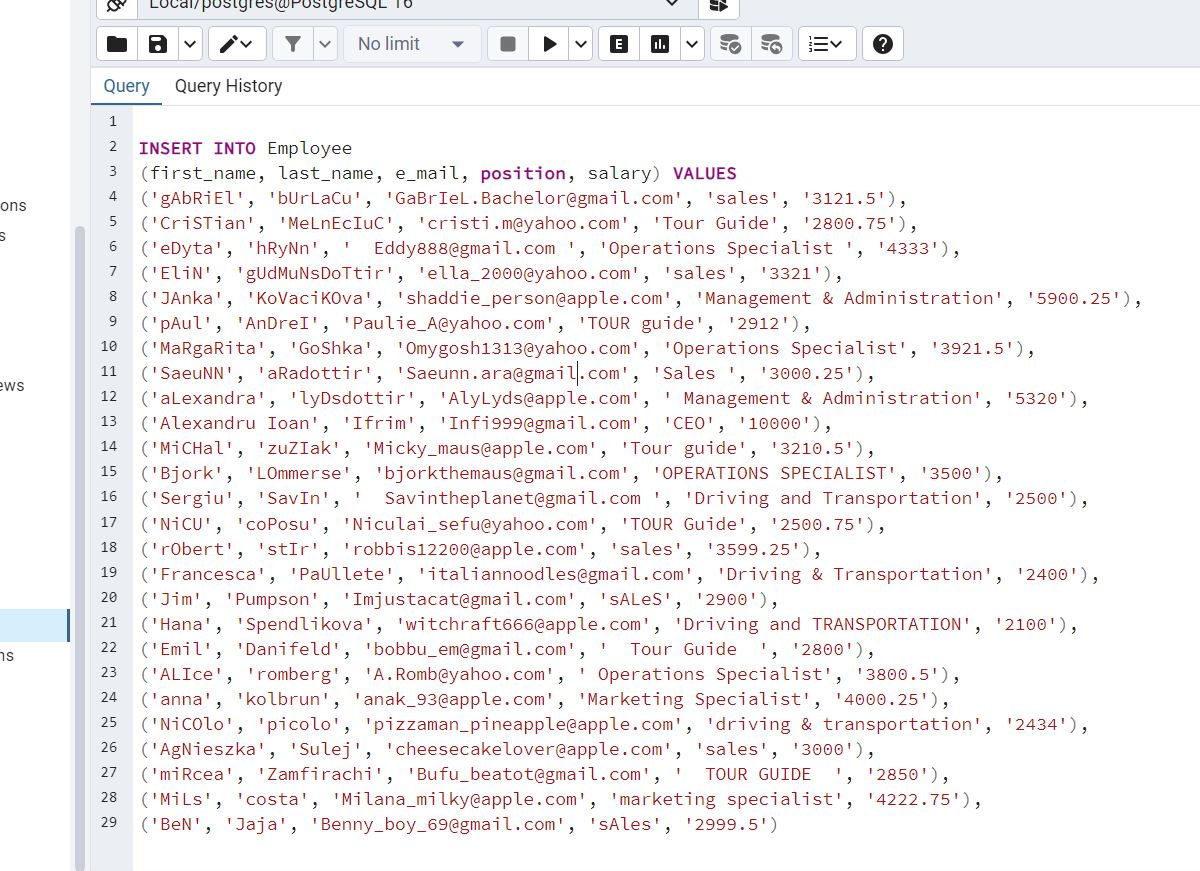 Local/postgres@PostgreSQL 16
No limit
Query Query History
ons
s
ews
ns
1
2 INSERT INTO Employee
3 (first_name, last_name, e_mail, position, salary) VALUES
4 ('gAbRiEl', 'bUrLaCu', 'GaBrIeL.Bachelor@gmail.com', 'sales', '3121.5'),
5 ('CriSTian', 'MeLnEcIuC', 'cristi.m@yahoo.com', 'Tour Guide', '2800.75'),
6 ('eDyta', 'hRyNn', '  Eddy888@gmail.com ', 'Operations Specialist ', '4333'),
7 ('EliN', 'gUdMuNsDoTtir', 'ella_2000@yahoo.com', 'sales', '3321'),
8 ('JAnka', 'KoVaciKOva', 'shaddie_person@apple.com', 'Management & Administration', '5900.25'),
9 ('pAul', 'AnDreI', 'Paulie_A@yahoo.com', 'TOUR guide', '2912'),
10 ('MaRgaRita', 'GoShka', 'Omygosh1313@yahoo.com', 'Operations Specialist', '3921.5'),
11 ('SaeuNN', 'aRadottir', 'Saeunn.ara@gmail.com', 'Sales ', '3000.25'),
12 ('aLexandra', 'lyDsdottir', 'AlyLyds@apple.com', ' Management & Administration', '5320'),
13 ('Alexandru Ioan', 'Ifrim', 'Infi999@gmail.com', 'CEO', '10000'),
14 ('MiCHal', 'zuZIak', 'Micky_maus@apple.com', 'Tour guide', '3210.5'),
15 ('Bjork', 'LOmmerse', 'bjorkthemaus@gmail.com', 'OPERATIONS SPECIALIST', '3500'),
16 ('Sergiu', 'SavIn', '  Savintheplanet@gmail.com ', 'Driving and Transportation', '2500'),
17 ('NiCU', 'coPosu', 'Niculai_sefu@yahoo.com', 'TOUR Guide', '2500.75'),
18 ('rObert', 'stIr', 'robbis12200@apple.com', 'sales', '3599.25'),
19 ('Francesca', 'PaUllete', 'italiannoodles@gmail.com', 'Driving & Transportation', '2400'),
20 ('Jim', 'Pumpson', 'Imjustacat@gmail.com', 'sALeS', '2900'),
21 ('Hana', 'Spendlikova', 'witchraft666@apple.com', 'Driving and TRANSPORTATION', '2100'),
22 ('Emil', 'Danifeld', 'bobbu_em@gmail.com', '  Tour Guide  ', '2800'),
23 ('ALIce', 'romberg', 'A.Romb@yahoo.com', ' Operations Specialist', '3800.5'),
24 ('anna', 'kolbrun', 'anak_93@apple.com', 'Marketing Specialist', '4000.25'),
25 ('NiCOlo', 'picolo', 'pizzaman_pineapple@apple.com', 'driving & transportation', '2434'),
26 ('AgNieszka', 'Sulej', 'cheesecakelover@apple.com', 'sales', '3000'),
27 ('miRcea', 'Zamfirachi', 'Bufu_beatot@gmail.com', '  TOUR GUIDE  ', '2850'),
28 ('MiLs', 'costa', 'Milana_milky@apple.com', 'marketing specialist', '4222.75'),
29 ('BeN', 'Jaja', 'Benny_boy_69@gmail.com', 'sAles', '2999.5')